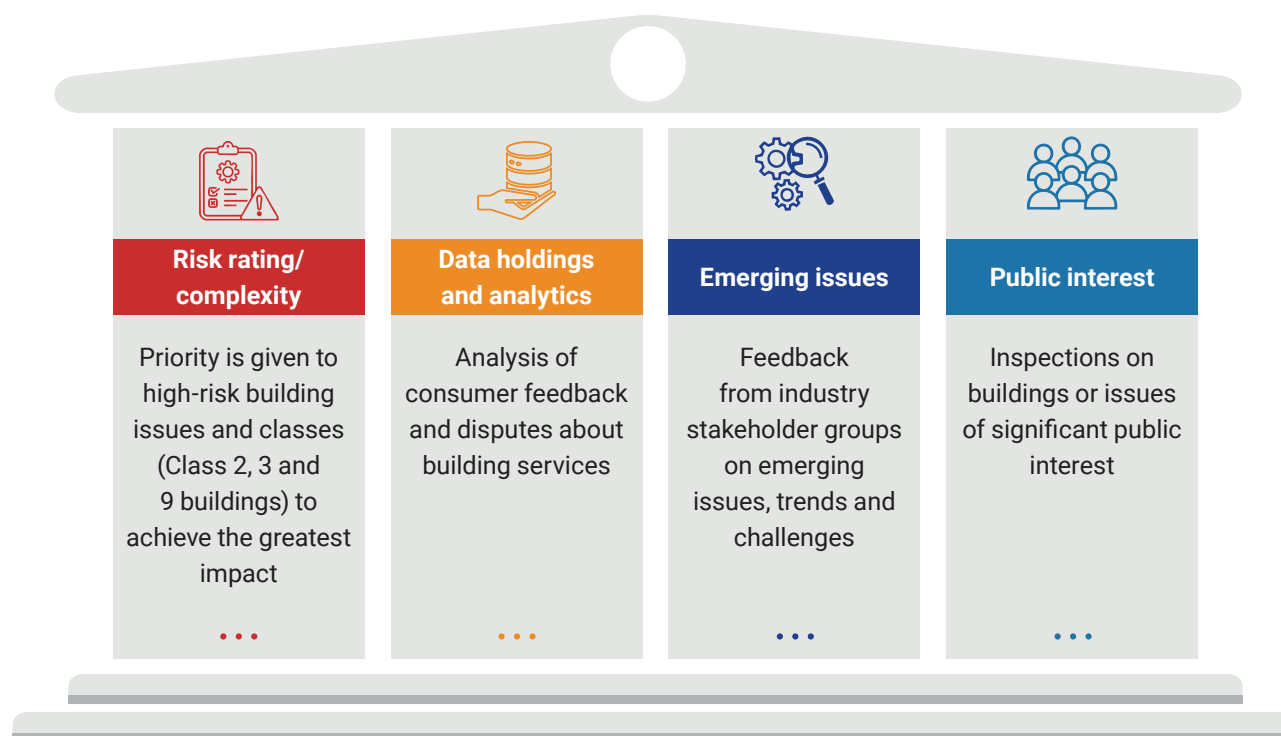 Risk rating/
complexity
Priority is given to
high-risk building
issues and classes
(Class 2, 3 and
9 buildings) to
achieve the greatest
impact
Data holdings
and analytics
Analysis of
consumer feedback
and disputes about
building services
Emerging issues
Feedback
from industry
stakeholder groups
on emerging
issues, trends and
challenges
Public interest
Inspections on
buildings or issues
of significant public
interest